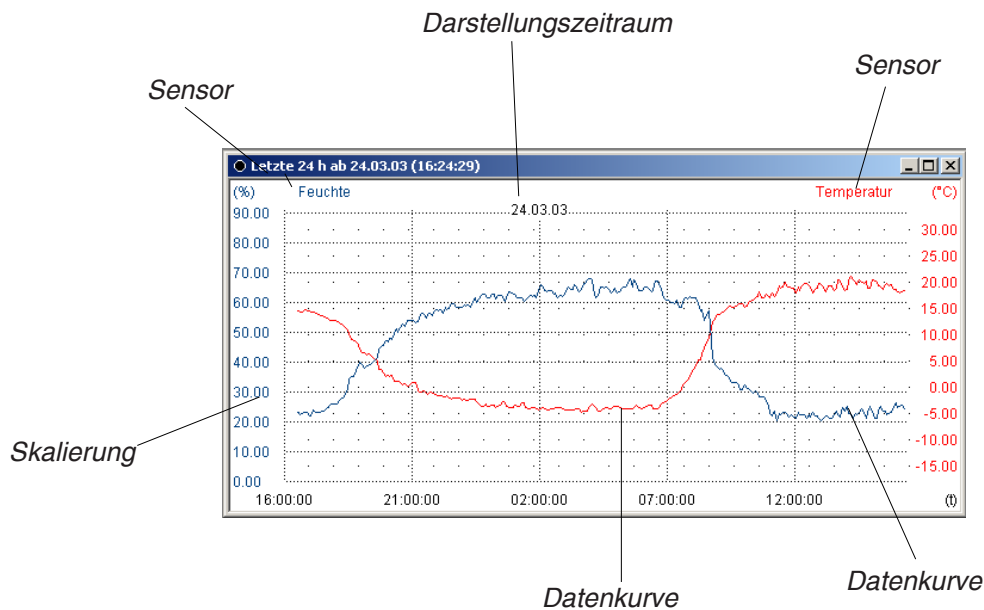 Darstellungszeitraum
Sensor
Sensor
Letzte 24 h ab 24.03.03 (16:24:29)
(%) Feuchte Temperatur (°C)
24.03.03
90.00
80.00
70.00
60.00
50.00
40.00
30.00
20.00
10.00
0.00
30.00
25.00
20.00
15.00
10.00
5.00
0.00
-5.00
-10.00
-15.00
16:00:00 21:00:00 02:00:00 07:00:00 12:00:00 (t)
Skalierung
Datenkurve
Datenkurve